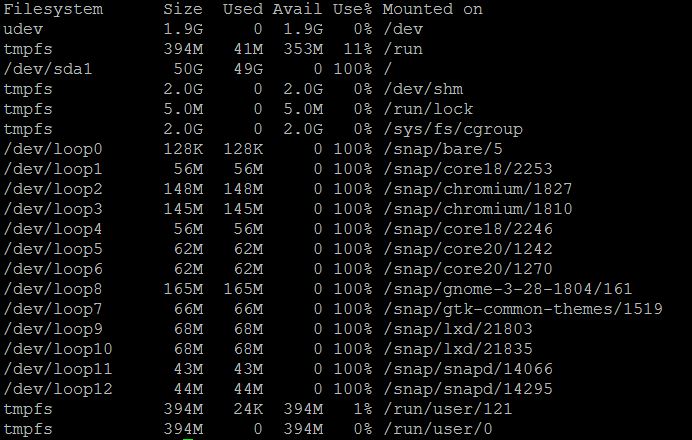 Filesystem Size Used Avail Use% Mounted on
udev 1.9G 0 1.9G 0% /dev
tmpfs 394M 41M 353M 11% /run
/dev/sda1 50G 49G 0 100% /
tmpfs 2.0G 0 2.0G 0% /dev/shm
tmpfs 5.0M 0 5.0M 0% /run/lock
tmpfs 2.0G 0 2.0G 0% /sys/fs/cgroup
/dev/loop0 128K 128K 0 100% /snap/bare/5
/dev/loop1 56M 56M 0 100% /snap/core18/2253
/dev/loop2 148M 148M 0 100% /snap/chromium/1827
/dev/loop3 145M 145M 0 100% /snap/chromium/1810
/dev/loop4 56M 56M 0 100% /snap/core18/2246
/dev/loop5 62M 62M 0 100% /snap/core20/1242
/dev/loop6 62M 62M 0 100% /snap/core20/1270
/dev/loop8 165M 165M 0 100% /snap/gnome-3-28-1804/161
/dev/loop7 66M 66M 0 100% /snap/gtk-common-themes/1519
/dev/loop9 68M 68M 0 100% /snap/lxd/21803
/dev/loop10 68M 68M 0 100% /snap/lxd/21835
/dev/loop11 43M 43M 0 100% /snap/snapd/14066
/dev/loop12 44M 44M 0 100% /snap/snapd/14295
tmpfs 394M 24K 394M 1% /run/user/121
tmpfs 394M 0 394M 0% /run/user/0